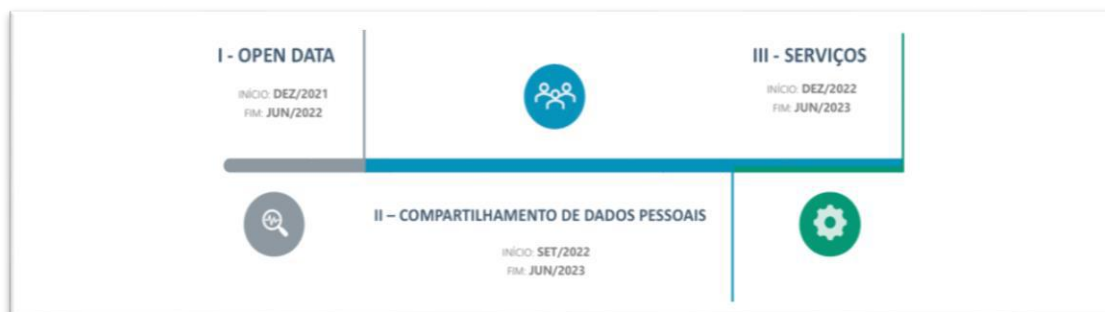 I - OPEN DATA
INÍCIO: DEZ/2021
FIM: JUN/2022
II – COMPARTILHAMENTO DE DADOS PESSOAIS
INÍCIO: SET/2022
FIM: JUN/2023
III - SERVIÇOS
INÍCIO: DEZ/2022
FIM: JUN/2023